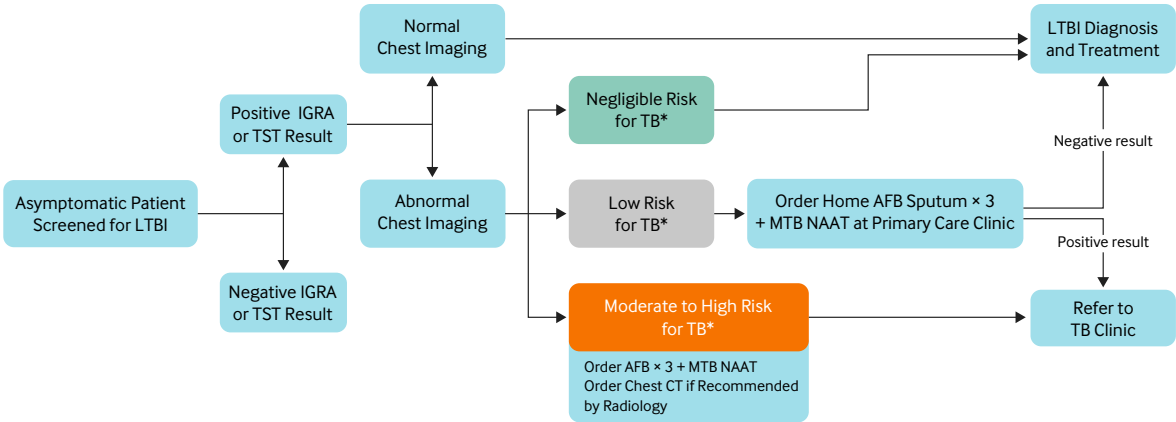 Normal
Chest Imaging
LTBI Diagnosis
and Treatment
Negligible Risk
for TB*
Positive IGRA
or TST Result
Negative result
Asymptomatic Patient
Screened for LTBI
Abnormal
Chest Imaging
Low Risk
for TB*
Order Home AFB Sputum × 3
+ MTB NAAT at Primary Care Clinic
Positive result
Negative IGRA
or TST Result
Moderate to High Risk
for TB*
Refer to
TB Clinic
Order AFB × 3 + MTB NAAT
Order Chest CT if Recommended
by Radiology